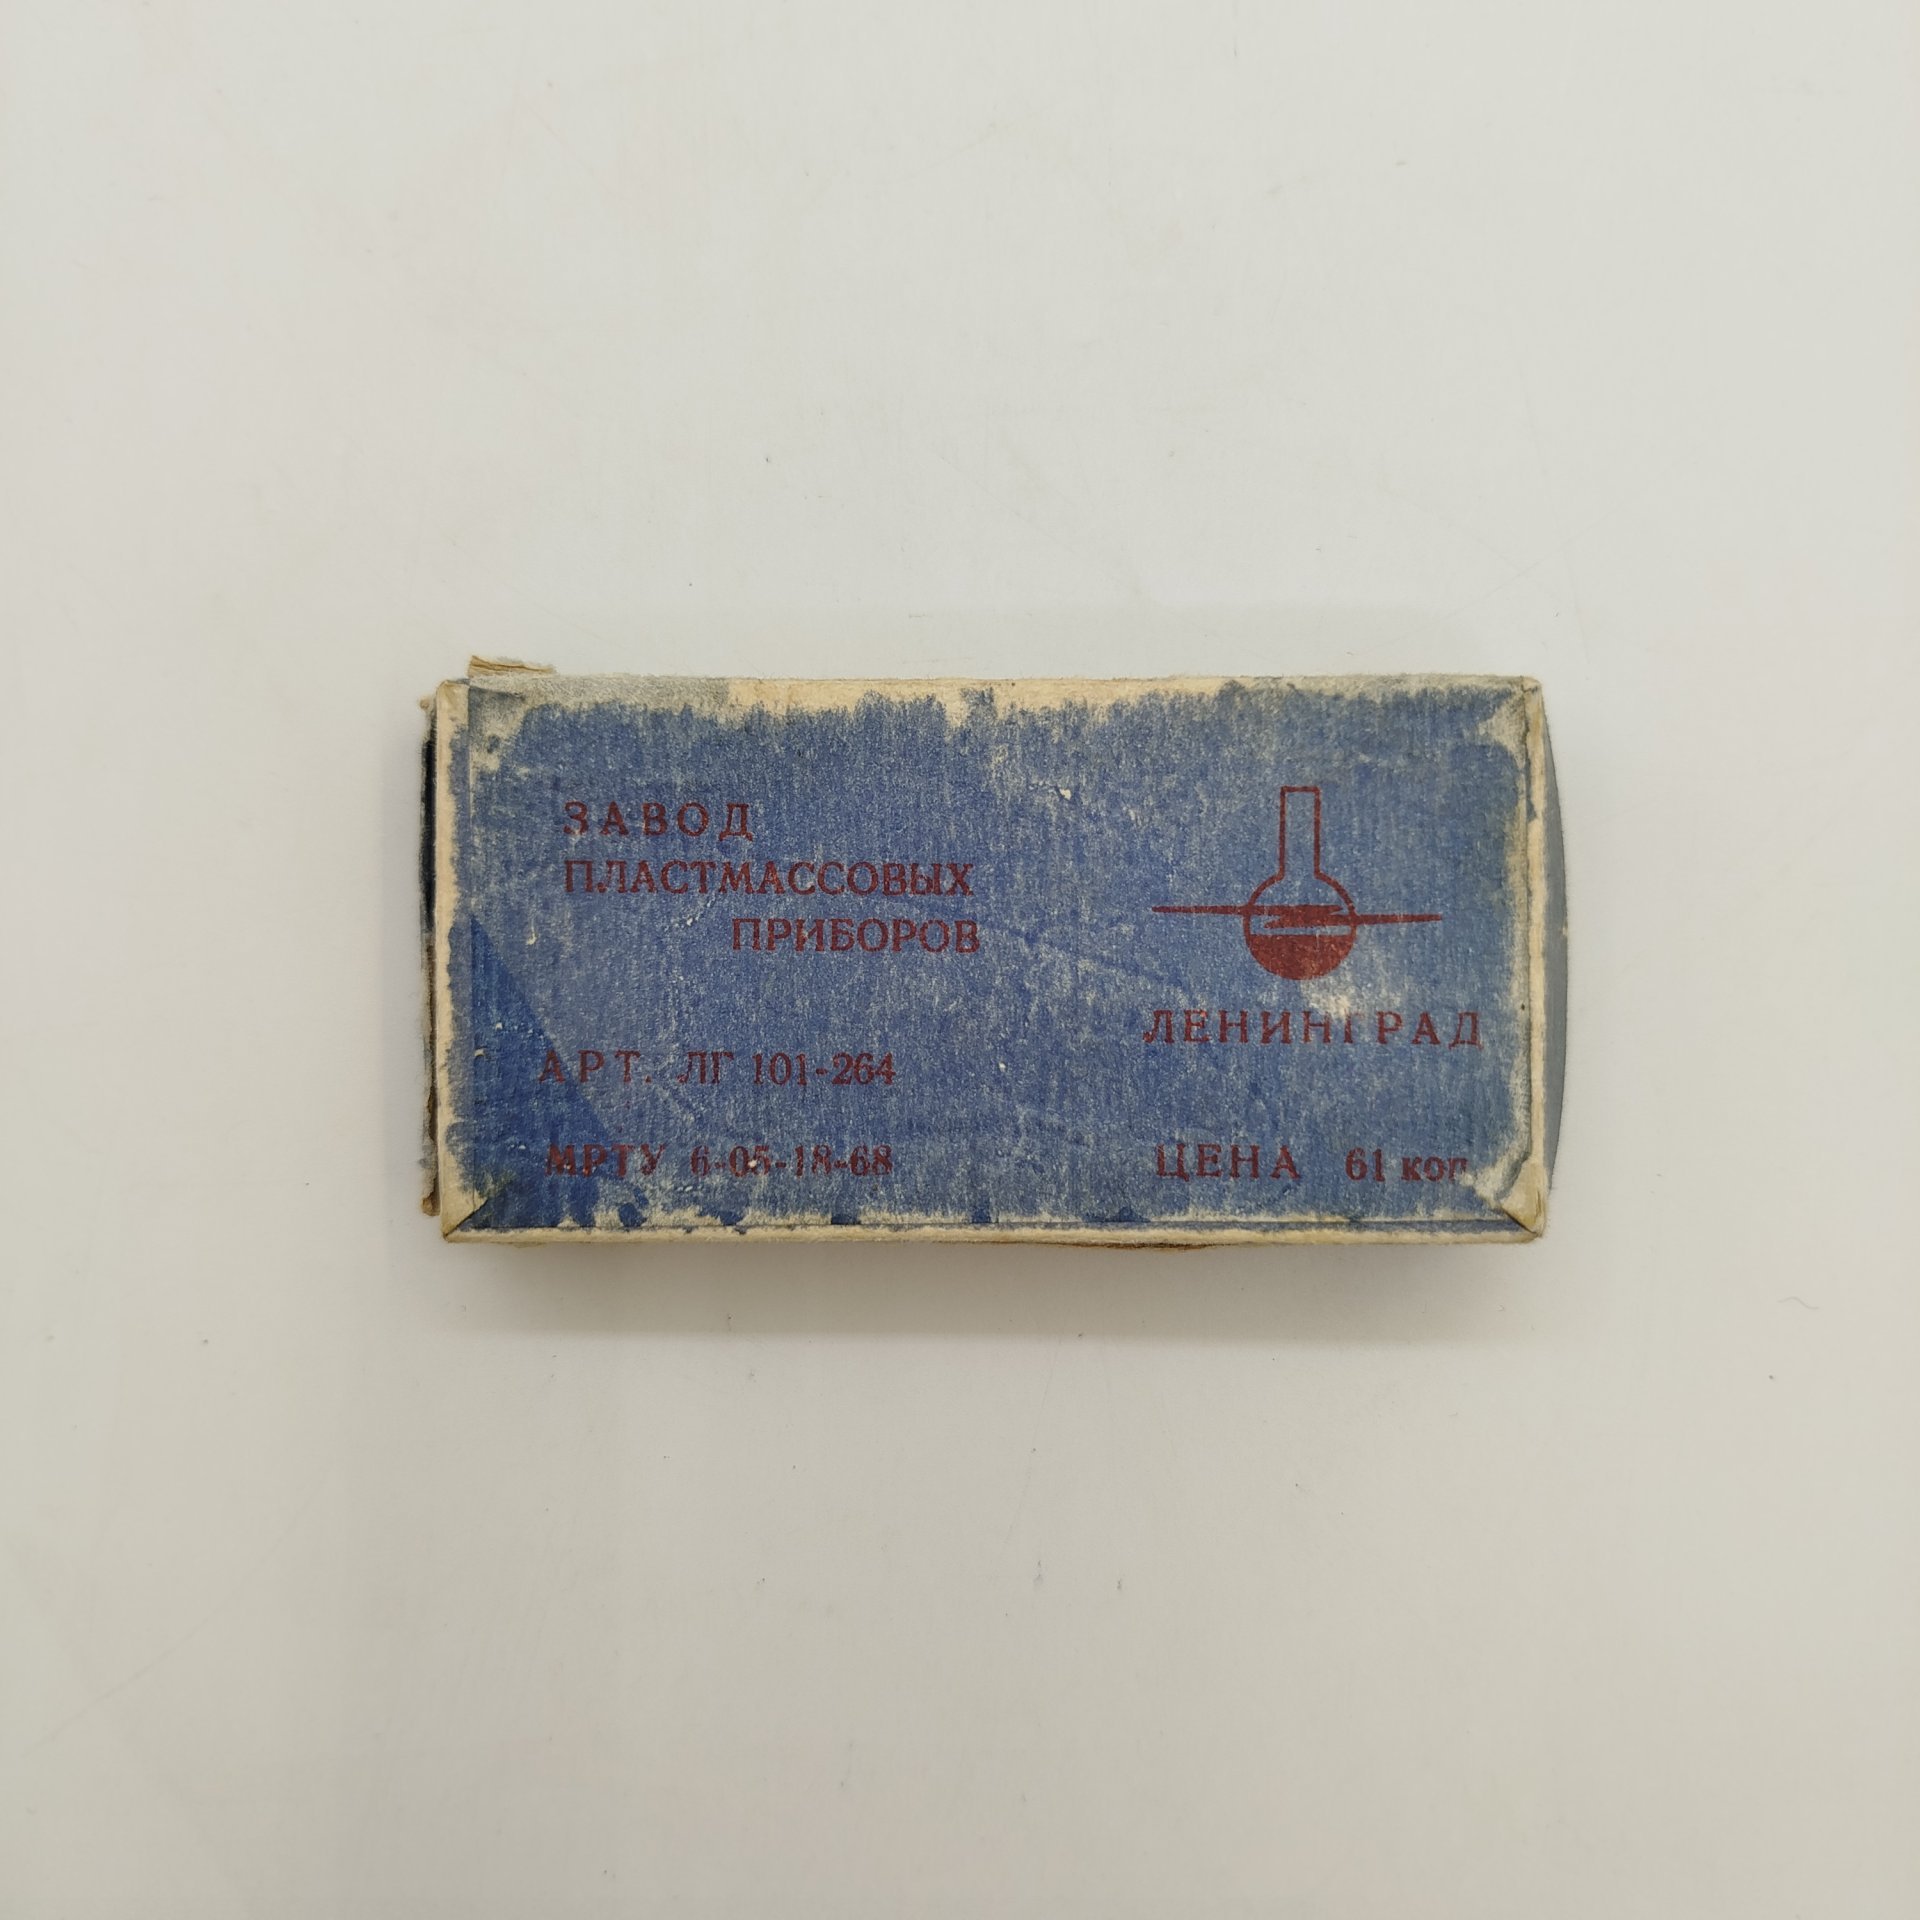 ЗАВОД
ПЛАСТМАССОВЫХ
ПРИБОРОВ
ЛЕНИНГРАД
АРТ. ЛГ 101-264
МРТУ 6-05-18-68
ЦЕНА 61 коп.